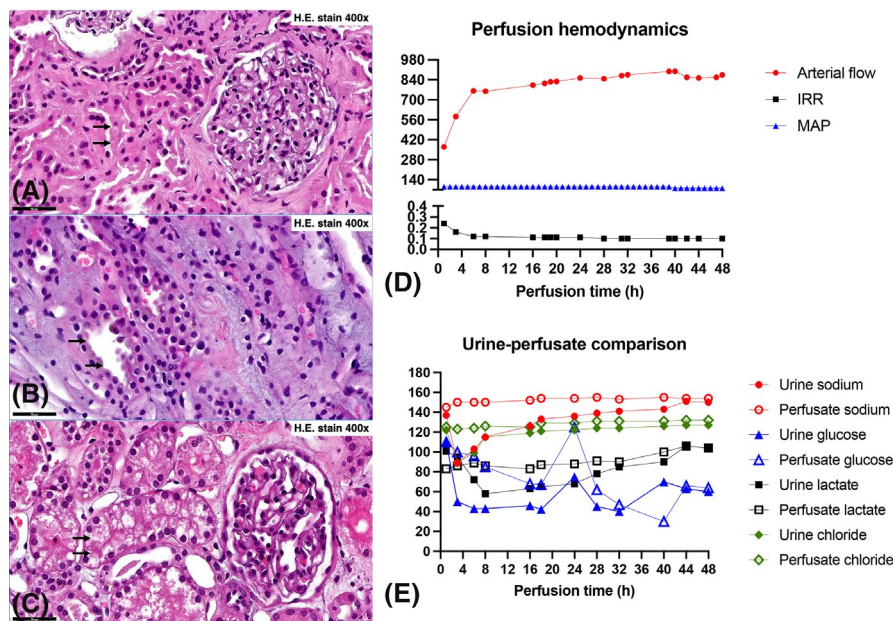 H.E. stain 400x
(A)
H.E. stain 400x
(B)
H.E. stain 400x
(C)
Perfusion hemodynamics
980
840
700
560
420
280
140
0.4
0.3
0.2
0.1
0.0
0 4 8 12 16 20 24 28 32 36 40 44 48
Perfusion time (h)
Arterial flow
IRR
MAP
(D)
Urine-perfusate comparison
180
160
140
120
100
80
60
40
20
0
0 4 8 12 16 20 24 28 32 36 40 44 48
Perfusion time (h)
Urine sodium
Perfusate sodium
Urine glucose
Perfusate glucose
Urine lactate
Perfusate lactate
Urine chloride
Perfusate chloride
(E)